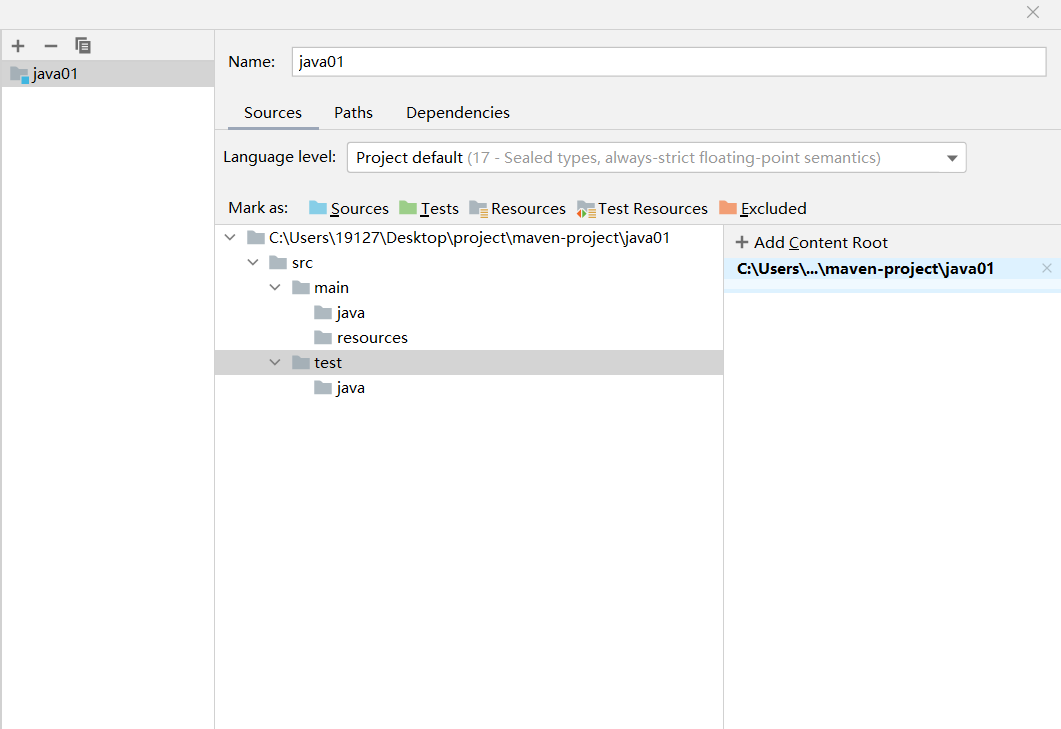 java01
Name: java01
Sources Paths Dependencies
Language level: Project default (17 - Sealed types, always-strict floating-point semantics)
Mark as: Sources Tests Resources Test Resources Excluded
C:\Users\19127\Desktop\project\maven-project\java01
src
main
java
resources
test
java
Add Content Root
C:\Users\...\maven-project\java01